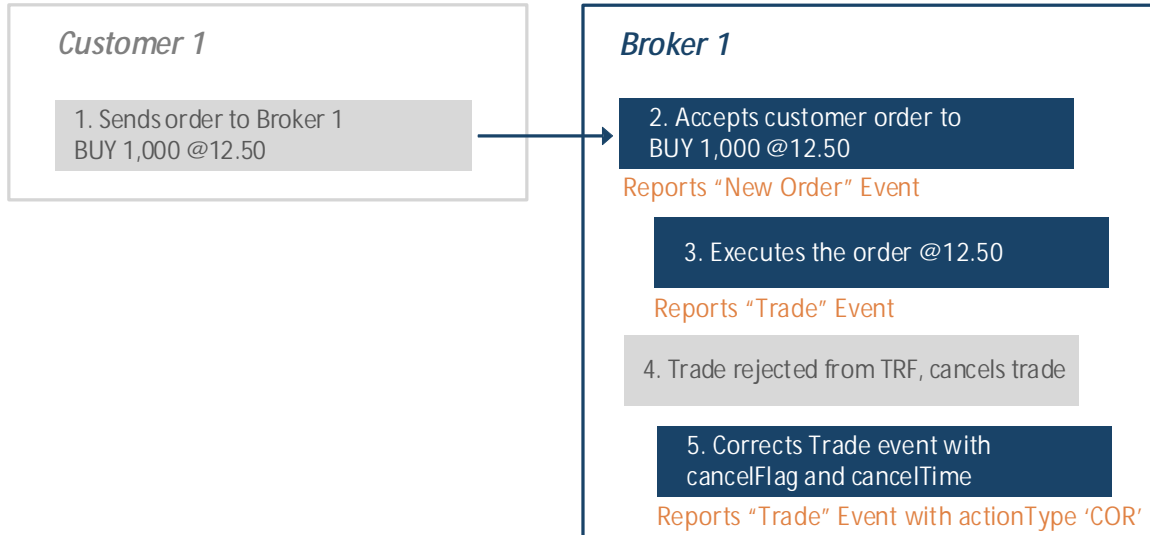 Customer 1
1. Sends order to Broker 1
BUY 1,000 @12.50
Broker 1
2. Accepts customer order to
BUY 1,000 @12.50
Reports “New Order” Event
3. Executes the order @12.50
Reports “Trade” Event
4. Trade rejected from TRF, cancels trade
5. Corrects Trade event with
cancelFlag and cancelTime
Reports “Trade” Event with actionType ‘COR’